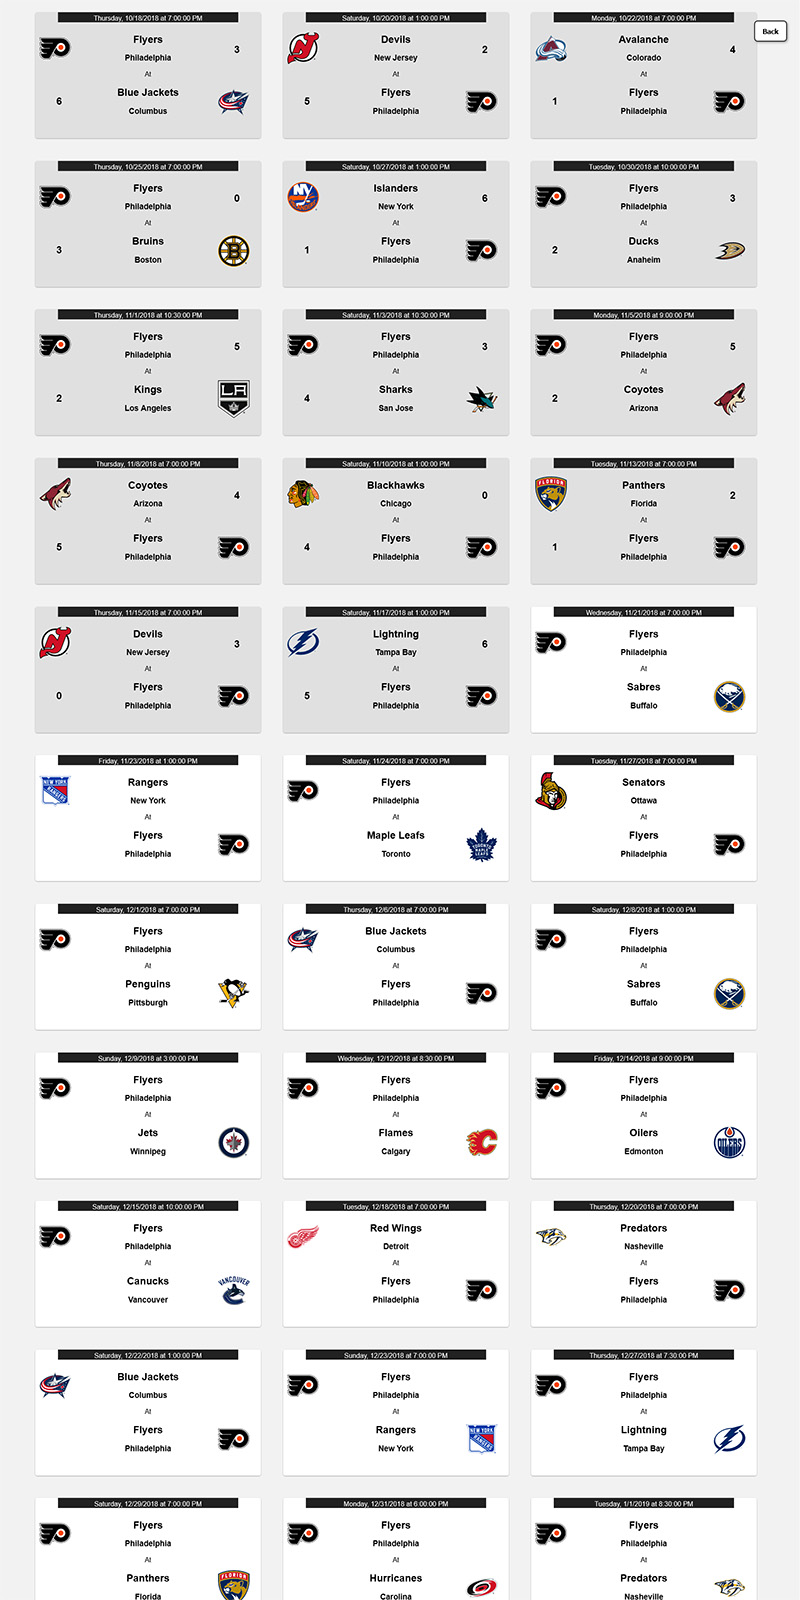 Back
Thursday, 10/18/2018 at 7:00:00 PM
Flyers 3
Philadelphia
At
6 Blue Jackets
Columbus
Saturday, 10/20/2018 at 7:00:00 PM
Devils 2
New Jersey
At
5 Flyers
Philadelphia
Monday, 10/22/2018 at 7:00:00 PM
Avalanche 4
Colorado
At
1 Flyers
Philadelphia
Thursday, 10/25/2018 at 7:00:00 PM
Flyers 0
Philadelphia
At
3 Bruins
Boston
Saturday, 10/27/2018 at 1:00:00 PM
NY
Islanders 6
New York
At
1 Flyers
Philadelphia
Tuesday, 10/30/2018 at 10:00:00 PM
Flyers 3
Philadelphia
At
2 Ducks
Anaheim
Thursday, 11/1/2018 at 10:30:00 PM
Flyers 5
Philadelphia
At
2 Kings
Los Angeles
LA
Saturday, 11/3/2018 at 10:30:00 PM
Flyers 3
Philadelphia
At
4 Sharks
San Jose
Monday, 11/5/2018 at 9:00:00 PM
Flyers 5
Philadelphia
At
2 Coyotes
Arizona
Thursday, 11/8/2018 at 7:00:00 PM
Coyotes 4
Arizona
At
5 Flyers
Philadelphia
Saturday, 11/10/2018 at 1:00:00 PM
Blackhawks 0
Chicago
At
4 Flyers
Philadelphia
Tuesday, 11/13/2018 at 7:00:00 PM
FLORIDA
Panthers 2
Florida
At
1 Flyers
Philadelphia
Thursday, 11/15/2018 at 7:00:00 PM
Devils 3
New Jersey
At
0 Flyers
Philadelphia
Saturday, 11/17/2018 at 1:00:00 PM
Lightning 6
Tampa Bay
At
5 Flyers
Philadelphia
Wednesday, 11/21/2018 at 7:00:00 PM
Flyers
Philadelphia
At
Sabres
Buffalo
Friday, 11/23/2018 at 1:00:00 PM
NEW YORK
RANGERS
Rangers
New York
At
Flyers
Philadelphia
Saturday, 11/24/2018 at 7:00:00 PM
Flyers
Philadelphia
At
Maple Leafs
Toronto
TORONTO
MAPLE
LEAFS
Tuesday, 11/27/2018 at 7:00:00 PM
Senators
Ottawa
At
Flyers
Philadelphia
Saturday, 12/1/2018 at 7:00:00 PM
Flyers
Philadelphia
At
Penguins
Pittsburgh
Thursday, 12/6/2018 at 7:00:00 PM
Blue Jackets
Columbus
At
Flyers
Philadelphia
Saturday, 12/8/2018 at 1:00:00 PM
Flyers
Philadelphia
At
Sabres
Buffalo
Sunday, 12/9/2018 at 3:00:00 PM
Flyers
Philadelphia
At
Jets
Winnipeg
Wednesday, 12/12/2018 at 8:30:00 PM
Flyers
Philadelphia
At
Flames
Calgary
Friday, 12/14/2018 at 9:00:00 PM
Flyers
Philadelphia
At
Oilers
Edmonton
OILERS
Saturday, 12/15/2018 at 10:00:00 PM
Flyers
Philadelphia
At
Canucks
Vancouver
VANCOUVER
Tuesday, 12/18/2018 at 7:00:00 PM
Red Wings
Detroit
At
Flyers
Philadelphia
Thursday, 12/20/2018 at 7:00:00 PM
Predators
Nashville
At
Flyers
Philadelphia
Saturday, 12/22/2018 at 1:00:00 PM
Blue Jackets
Columbus
At
Flyers
Philadelphia
Sunday, 12/23/2018 at 7:00:00 PM
Flyers
Philadelphia
At
Rangers
New York
NEW YORK
RANGERS
Thursday, 12/27/2018 at 7:30:00 PM
Flyers
Philadelphia
At
Lightning
Tampa Bay
Saturday, 12/29/2018 at 7:00:00 PM
Flyers
Philadelphia
At
Panthers
Florida
FLORIDA
Monday, 12/31/2018 at 6:00:00 PM
Flyers
Philadelphia
At
Hurricanes
Carolina
Tuesday, 1/1/2019 at 8:30:00 PM
Flyers
Philadelphia
At
Predators
Nashville